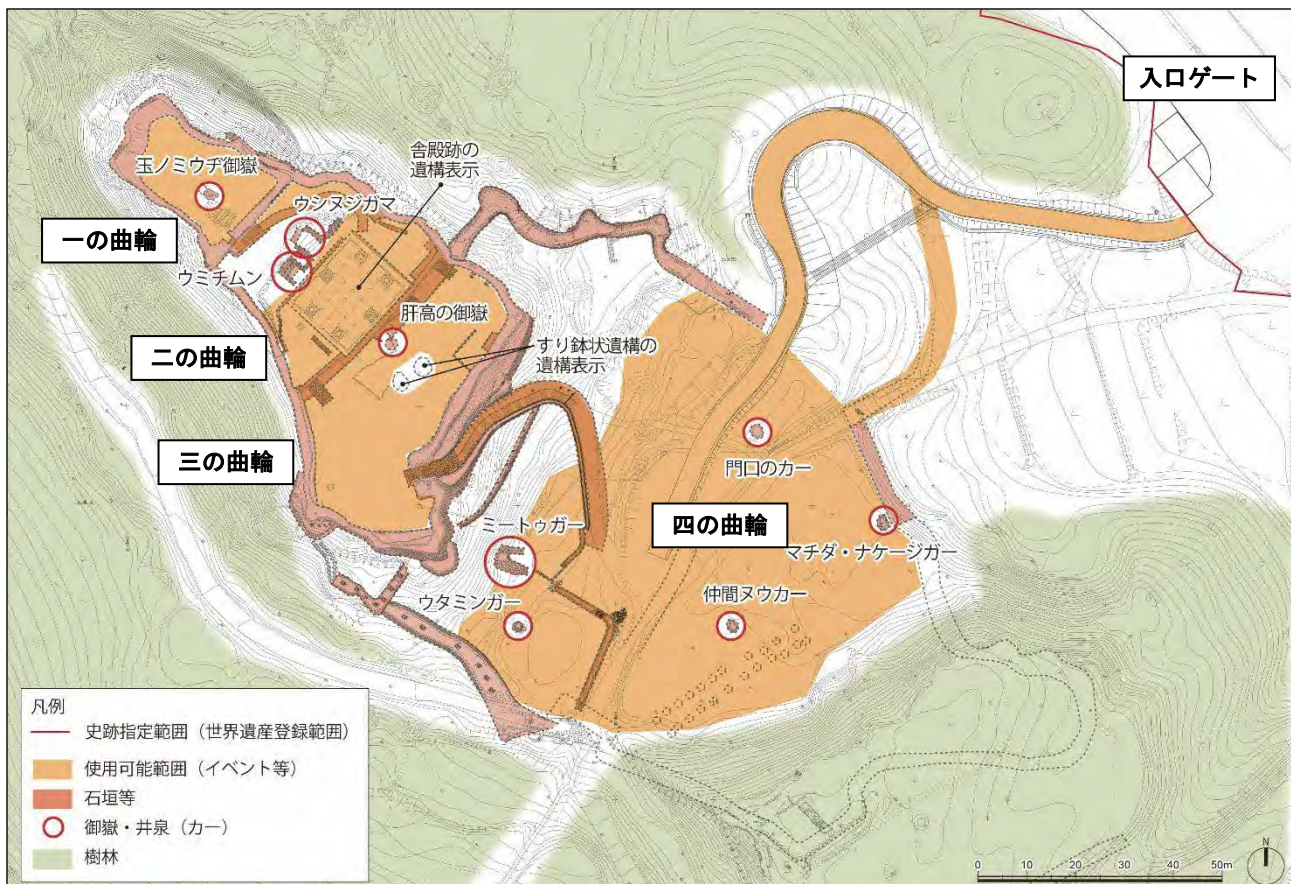 入口ゲート
舎殿跡の
遺構表示
玉ノミウヂ御嶽
ウシヌジガマ
一の曲輪
ウミチムン
肝高の御嶽
すり鉢状遺構の
遺構表示
二の曲輪
三の曲輪
門口のカー
四の曲輪
ミートゥガー
マチダ・ナケージガー
ウタミンガー
仲間ヌウカー
凡例
史跡指定範囲（世界遺産登録範囲）
使用可能範囲（イベント等）
石垣等
御嶽・井泉（カー）
樹林
0 10 20 30 40 50m
N